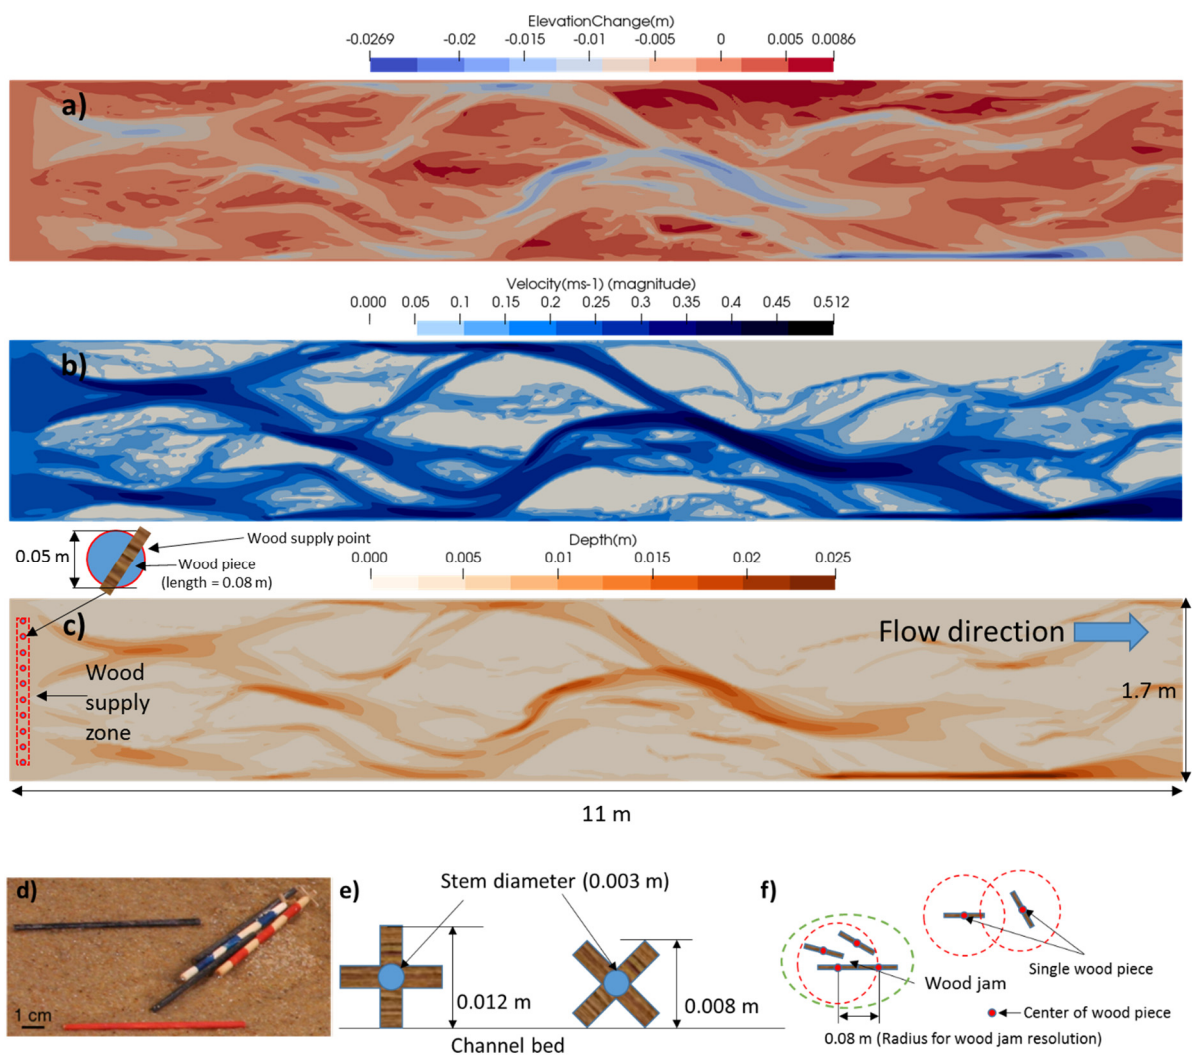 ElevationChange(m)
-0.0269 -0.02 -0.015 -0.01 -0.005 0 0.005 0.0086
a)
Velocity(ms-1) (magnitude)
0.000 0.05 0.1 0.15 0.2 0.25 0.3 0.35 0.4 0.45 0.512
b)
0.05 m
Wood supply point
Wood piece
(length = 0.08 m)
Depth(m)
0.000 0.005 0.010 0.015 0.02 0.025
c)
Flow direction
Wood
supply
zone
1.7 m
11 m
d)
1 cm
e)
Stem diameter (0.003 m)
0.012 m
0.008 m
Channel bed
f)
Single wood piece
Wood jam
Center of wood piece
0.08 m (Radius for wood jam resolution)